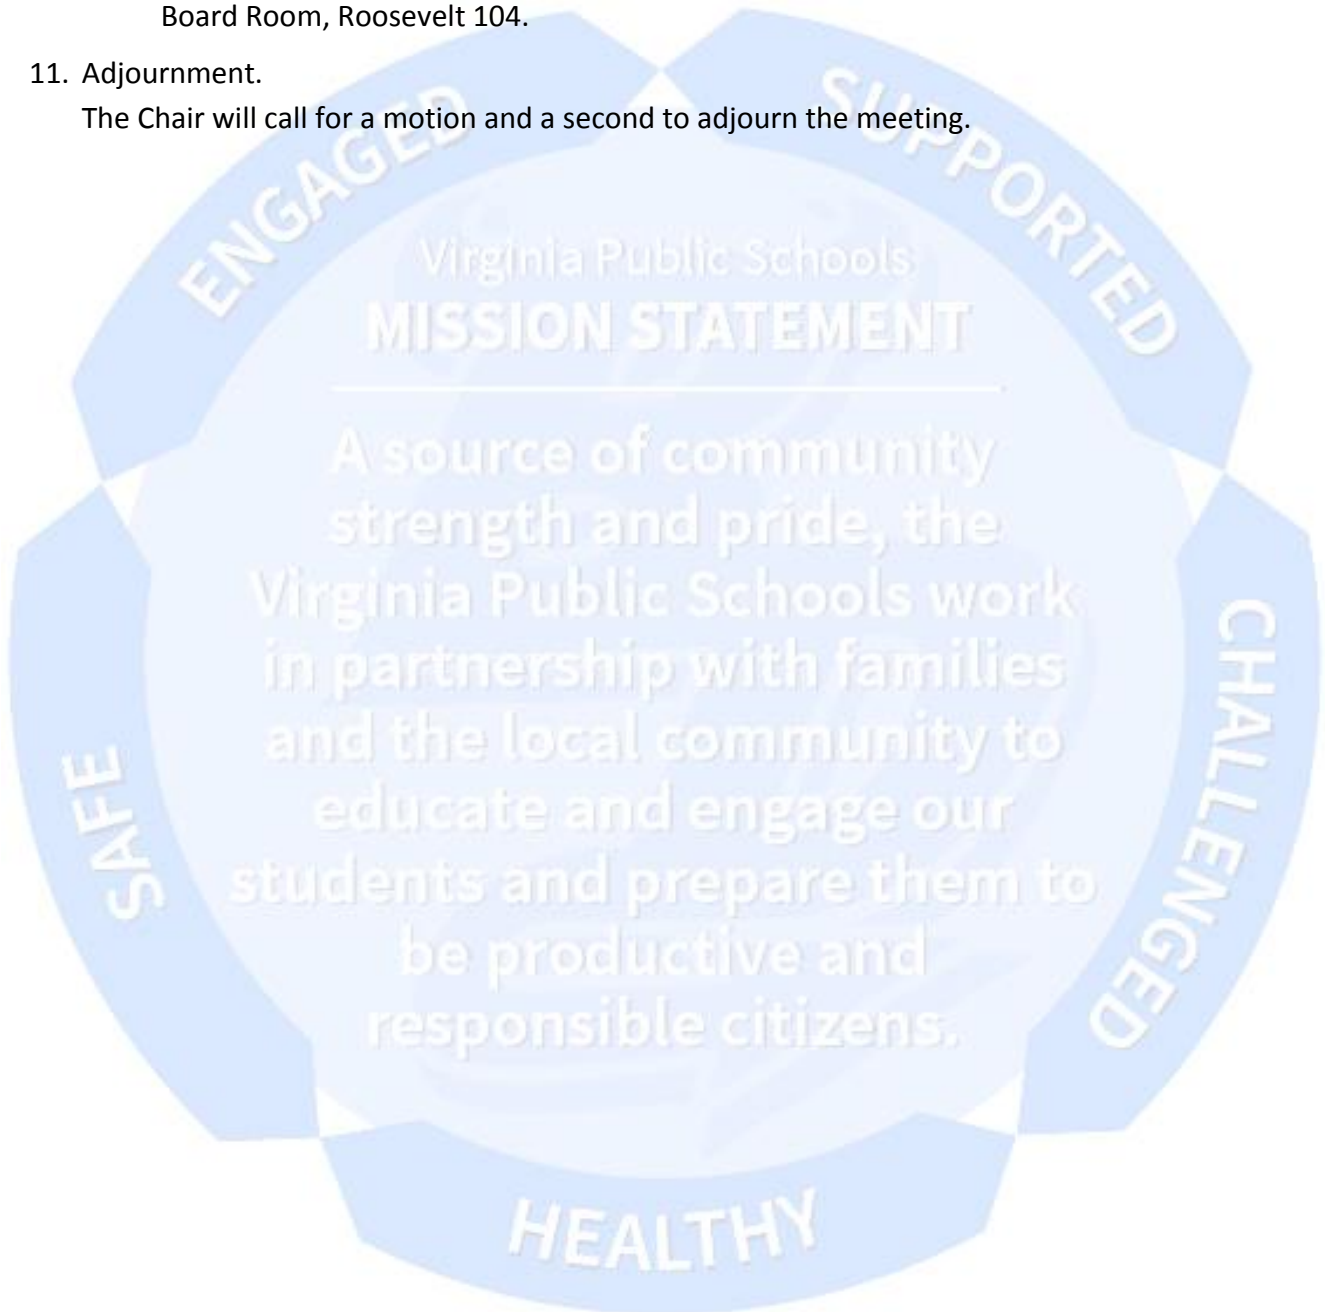 Board Room, Roosevelt 104.
11. Adjournment.
The Chair will call for a motion and a second to adjourn the meeting.
ENGAGED
SUPPORTED
Virginia Public Schools
MISSION STATEMENT
A source of community
strength and pride, the
Virginia Public Schools work
in partnership with families
and the local community to
educate and engage our
students and prepare them to
be productive and
responsible citizens.
SAFE
CHALLENGED
HEALTHY